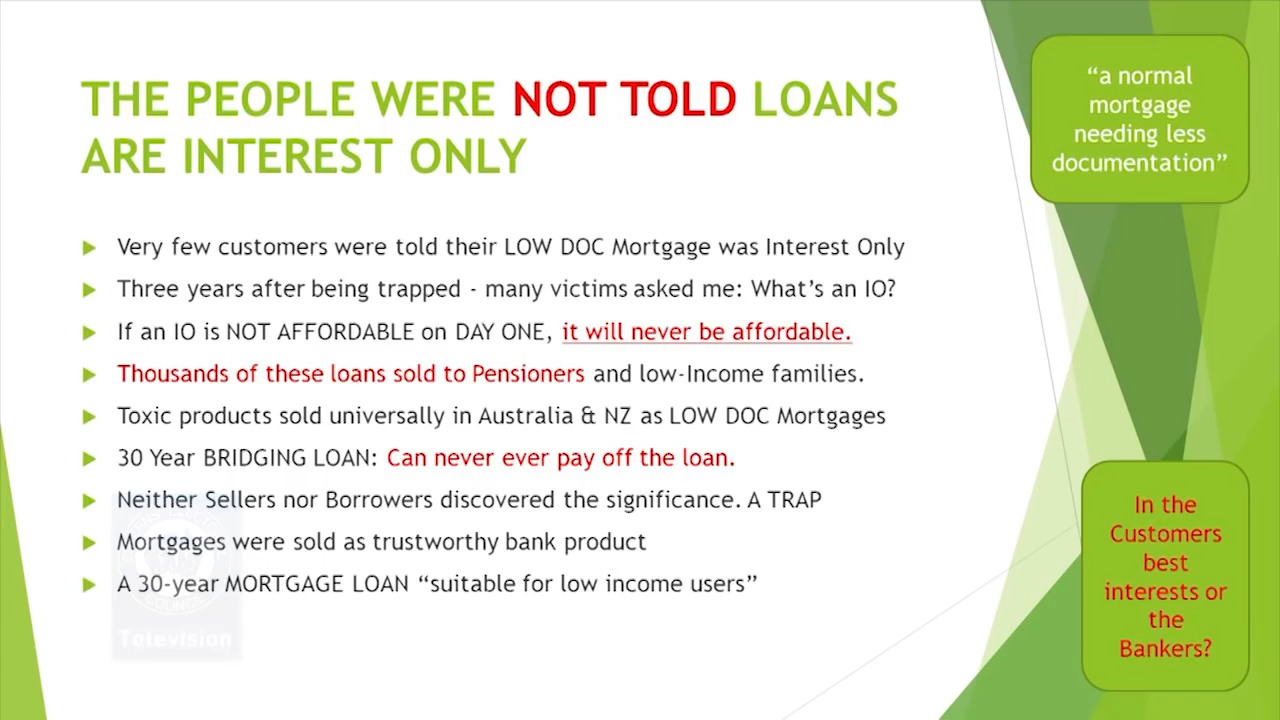 THE PEOPLE WERE NOT TOLD LOANS
ARE INTEREST ONLY
"a normal
mortgage
needing less
documentation"
Very few customers were told their LOW DOC Mortgage was Interest Only
Three years after being trapped - many victims asked me: What's an IO?
If an IO is NOT AFFORDABLE on DAY ONE, it will never be affordable.
Thousands of these loans sold to Pensioners and low-Income families.
Toxic products sold universally in Australia & NZ as LOW DOC Mortgages
30 Year BRIDGING LOAN: Can never ever pay off the loan.
Neither Sellers nor Borrowers discovered the significance. A TRAP
Mortgages were sold as trustworthy bank product
A 30-year MORTGAGE LOAN "suitable for low income users"
In the
Customers
best
interests or
the
Bankers?
Television